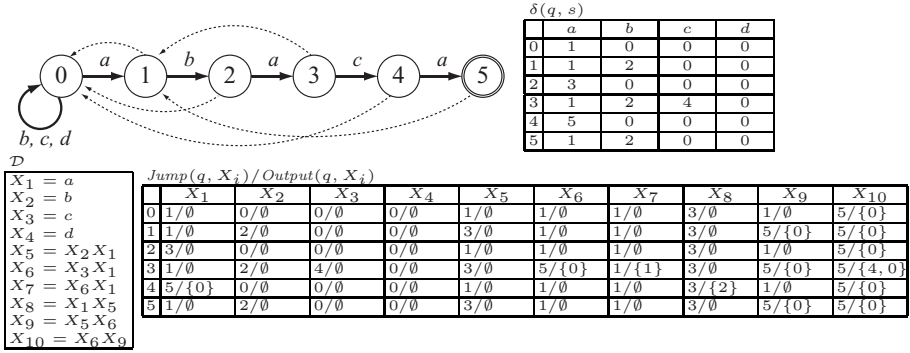 0 a 1 b 2 a 3 c 4 a 5
b, c, d
δ(q, s)
a b c d
0 1 0 0 0
1 1 2 0 0
2 3 0 0 0
3 1 2 4 0
4 5 0 0 0
5 1 2 0 0
D
X1 = a
X2 = b
X3 = c
X4 = d
X5 = X2X1
X6 = X3X1
X7 = X6X1
X8 = X1X5
X9 = X5X6
X10 = X6X9
Jump(q, Xi)/Output(q, Xi)
X1 X2 X3 X4 X5 X6 X7 X8 X9 X10
0 1/∅ 0/∅ 0/∅ 0/∅ 1/∅ 1/∅ 1/∅ 3/∅ 1/∅ 5/{0}
1 1/∅ 2/∅ 0/∅ 0/∅ 3/∅ 1/∅ 1/∅ 3/∅ 5/{0} 5/{0}
2 3/∅ 0/∅ 0/∅ 0/∅ 1/∅ 1/∅ 1/∅ 3/∅ 1/∅ 5/{0}
3 1/∅ 2/∅ 4/∅ 0/∅ 3/∅ 5/{0} 1/{1} 3/∅ 5/{0} 5/{4, 0}
4 5/{0} 0/∅ 0/∅ 0/∅ 1/∅ 1/∅ 1/∅ 3/{2} 1/∅ 5/{0}
5 1/∅ 2/∅ 0/∅ 0/∅ 3/∅ 1/∅ 1/∅ 3/∅ 5/{0} 5/{0}